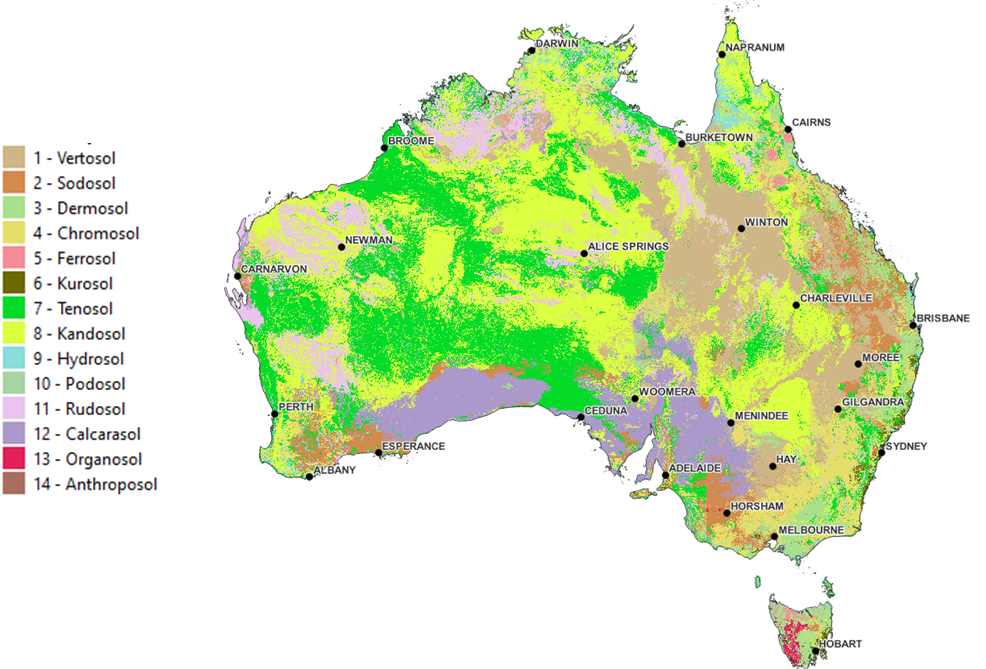 1 - Vertosol
2 - Sodosol
3 - Dermosol
4 - Chromosol
5 - Ferrosol
6 - Kurosol
7 - Tenosol
8 - Kandosol
9 - Hydrosol
10 - Podosol
11 - Rudosol
12 - Calcarasol
13 - Organosol
14 - Anthroposol
DARWIN
NAPRANUM
CAIRNS
BURKETOWN
BROOME
WINTON
NEWMAN
ALICE SPRINGS
CARNARVON
CHARLEVILLE
BRISBANE
MOREE
WOOMERA
GILGANDRA
PERTH
CEDUNA
MENINDEE
ESPERANCE
SYDNEY
HAY
ALBANY
ADELAIDE
HORSHAM
MELBOURNE
HOBART